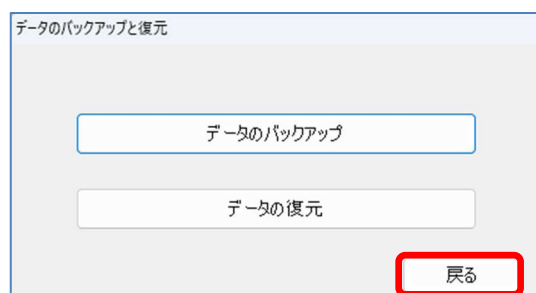 データのバックアップと復元
データのバックアップ
データの復元
戻る